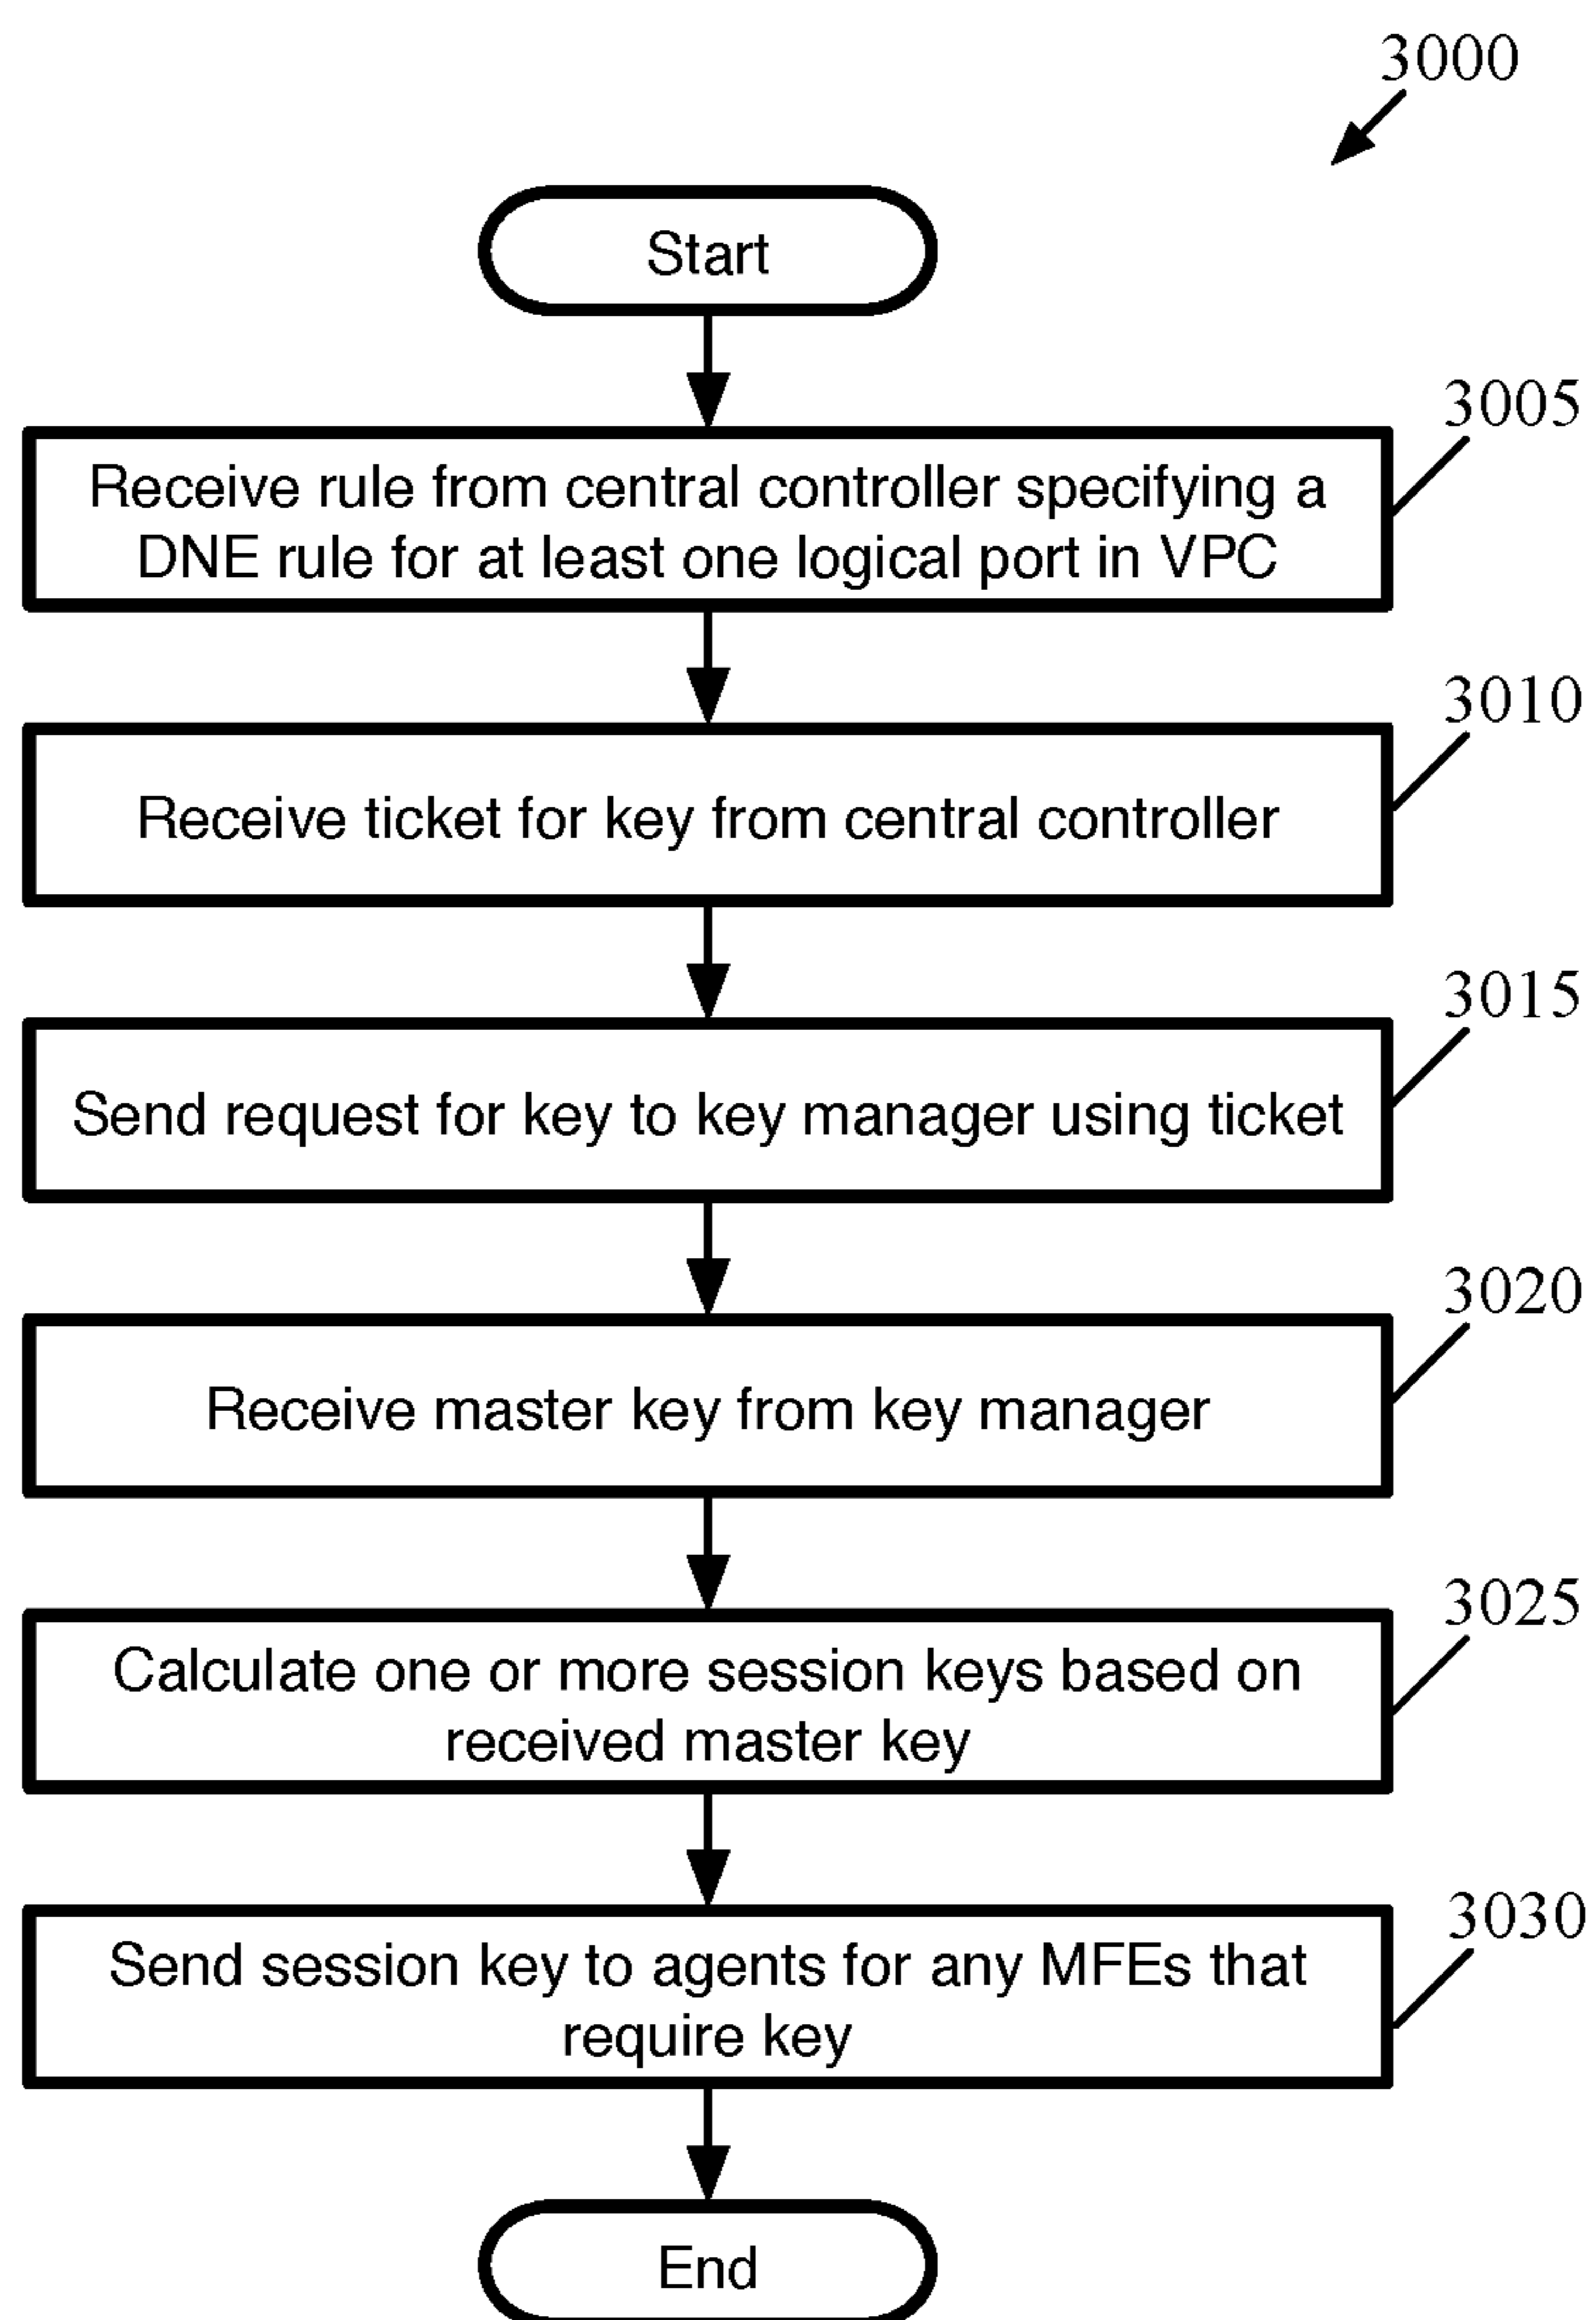 3000
Start
3005
Receive rule from central controller specifying a
DNE rule for at least one logical port in VPC
3010
Receive ticket for key from central controller
3015
Send request for key to key manager using ticket
3020
Receive master key from key manager
3025
Calculate one or more session keys based on
received master key
3030
Send session key to agents for any MFEs that
require key
End